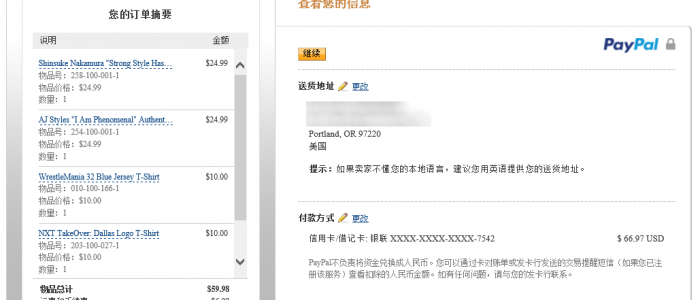 您的订单摘要
说明 金额
Shinsuke Nakamura "Strong Style Has... $24.99
物品号: 258-100-001-1
物品价格: $24.99
数量: 1
AJ Styles "I Am Phenomenal" Authent... $24.99
物品号: 254-100-001-1
物品价格: $24.99
数量: 1
WrestleMania 32 Blue Jersey T-Shirt $10.00
物品号: 010-100-166-1
物品价格: $10.00
数量: 1
NXT TakeOver: Dallas Logo T-Shirt $10.00
物品号: 203-100-027-1
物品价格: $10.00
数量: 1
物品总计 $59.98
查看您的信息
PayPal
继续
送货地址 更改
Portland, OR 97220
美国
提示: 如果卖家不懂您的本地语言，建议您用英语提供您的送货地址。
付款方式 更改
信用卡/借记卡: 银联 XXXX-XXXX-XXXX-7542 $ 66.97 USD
PayPal不负责将资金兑换成人民币。您可以通过卡对账单或发卡行发送的交易提醒短信（如果您已注
册该服务）查看扣除的人民币金额。如有任何问题，请与您的发卡行联系。